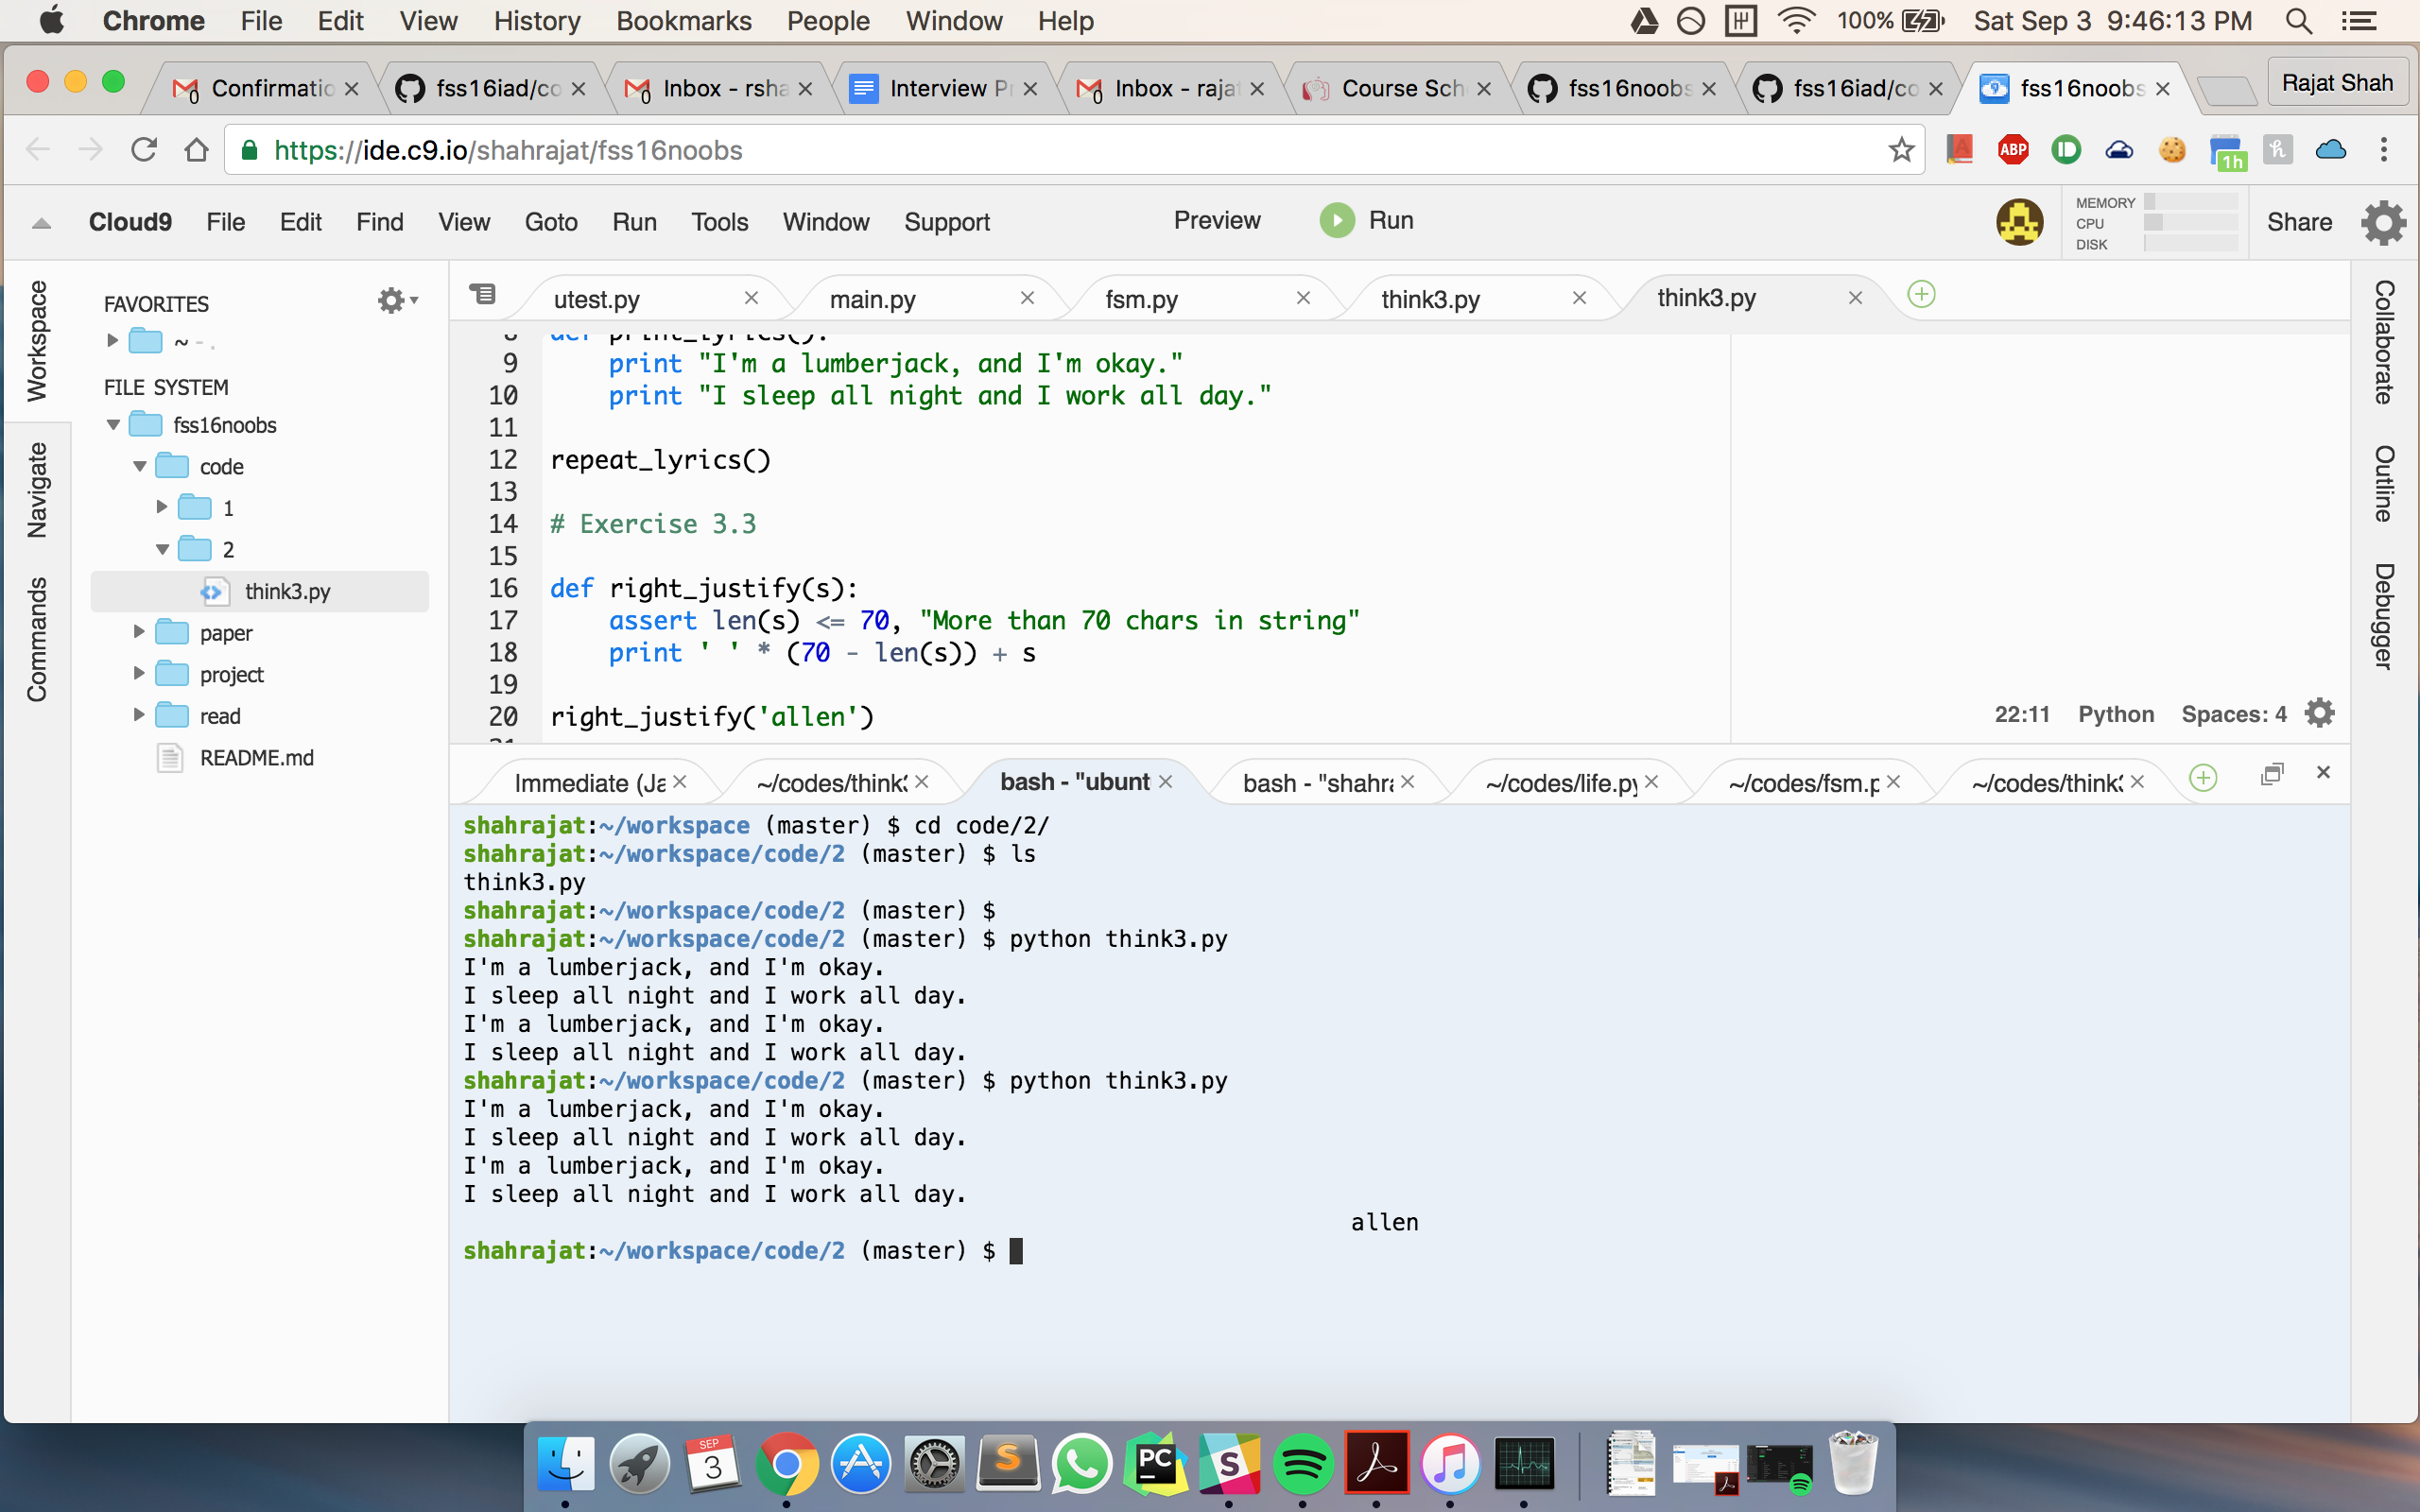 Chrome File Edit View History Bookmarks People Window Help 100% Sat Sep 3 9:46:13 PM
Confirmatio fss16iad/co Inbox - rsha Interview Pr Inbox - raja Course Sch fss16noobs fss16iad/co fss16noobs Rajat Shah
https://ide.c9.io/shahrajat/fss16noobs ABP 1h
Cloud9 File Edit Find View Goto Run Tools Window Support Preview Run MEMORY CPU DISK Share
Workspace
Navigate
Commands
FAVORITES
~ - .
FILE SYSTEM
fss16noobs
code
1
2
think3.py
paper
project
read
README.md
utest.py main.py fsm.py think3.py think3.py
8 def print_lyrics():
9 print "I'm a lumberjack, and I'm okay."
10 print "I sleep all night and I work all day."
11
12 repeat_lyrics()
13
14 # Exercise 3.3
15
16 def right_justify(s):
17 assert len(s) <= 70, "More than 70 chars in string"
18 print ' ' * (70 - len(s)) + s
19
20 right_justify('allen')
22:11 Python Spaces: 4
Collaborate
Outline
Debugger
Immediate (Ja ~/codes/think3 bash - "ubunt bash - "shahra ~/codes/life.py ~/codes/fsm.p ~/codes/think3
shahrajat:~/workspace (master) $ cd code/2/
shahrajat:~/workspace/code/2 (master) $ ls
think3.py
shahrajat:~/workspace/code/2 (master) $
shahrajat:~/workspace/code/2 (master) $ python think3.py
I'm a lumberjack, and I'm okay.
I sleep all night and I work all day.
I'm a lumberjack, and I'm okay.
I sleep all night and I work all day.
shahrajat:~/workspace/code/2 (master) $ python think3.py
I'm a lumberjack, and I'm okay.
I sleep all night and I work all day.
I'm a lumberjack, and I'm okay.
I sleep all night and I work all day.
allen
shahrajat:~/workspace/code/2 (master) $
SEP
3
S
PC
S